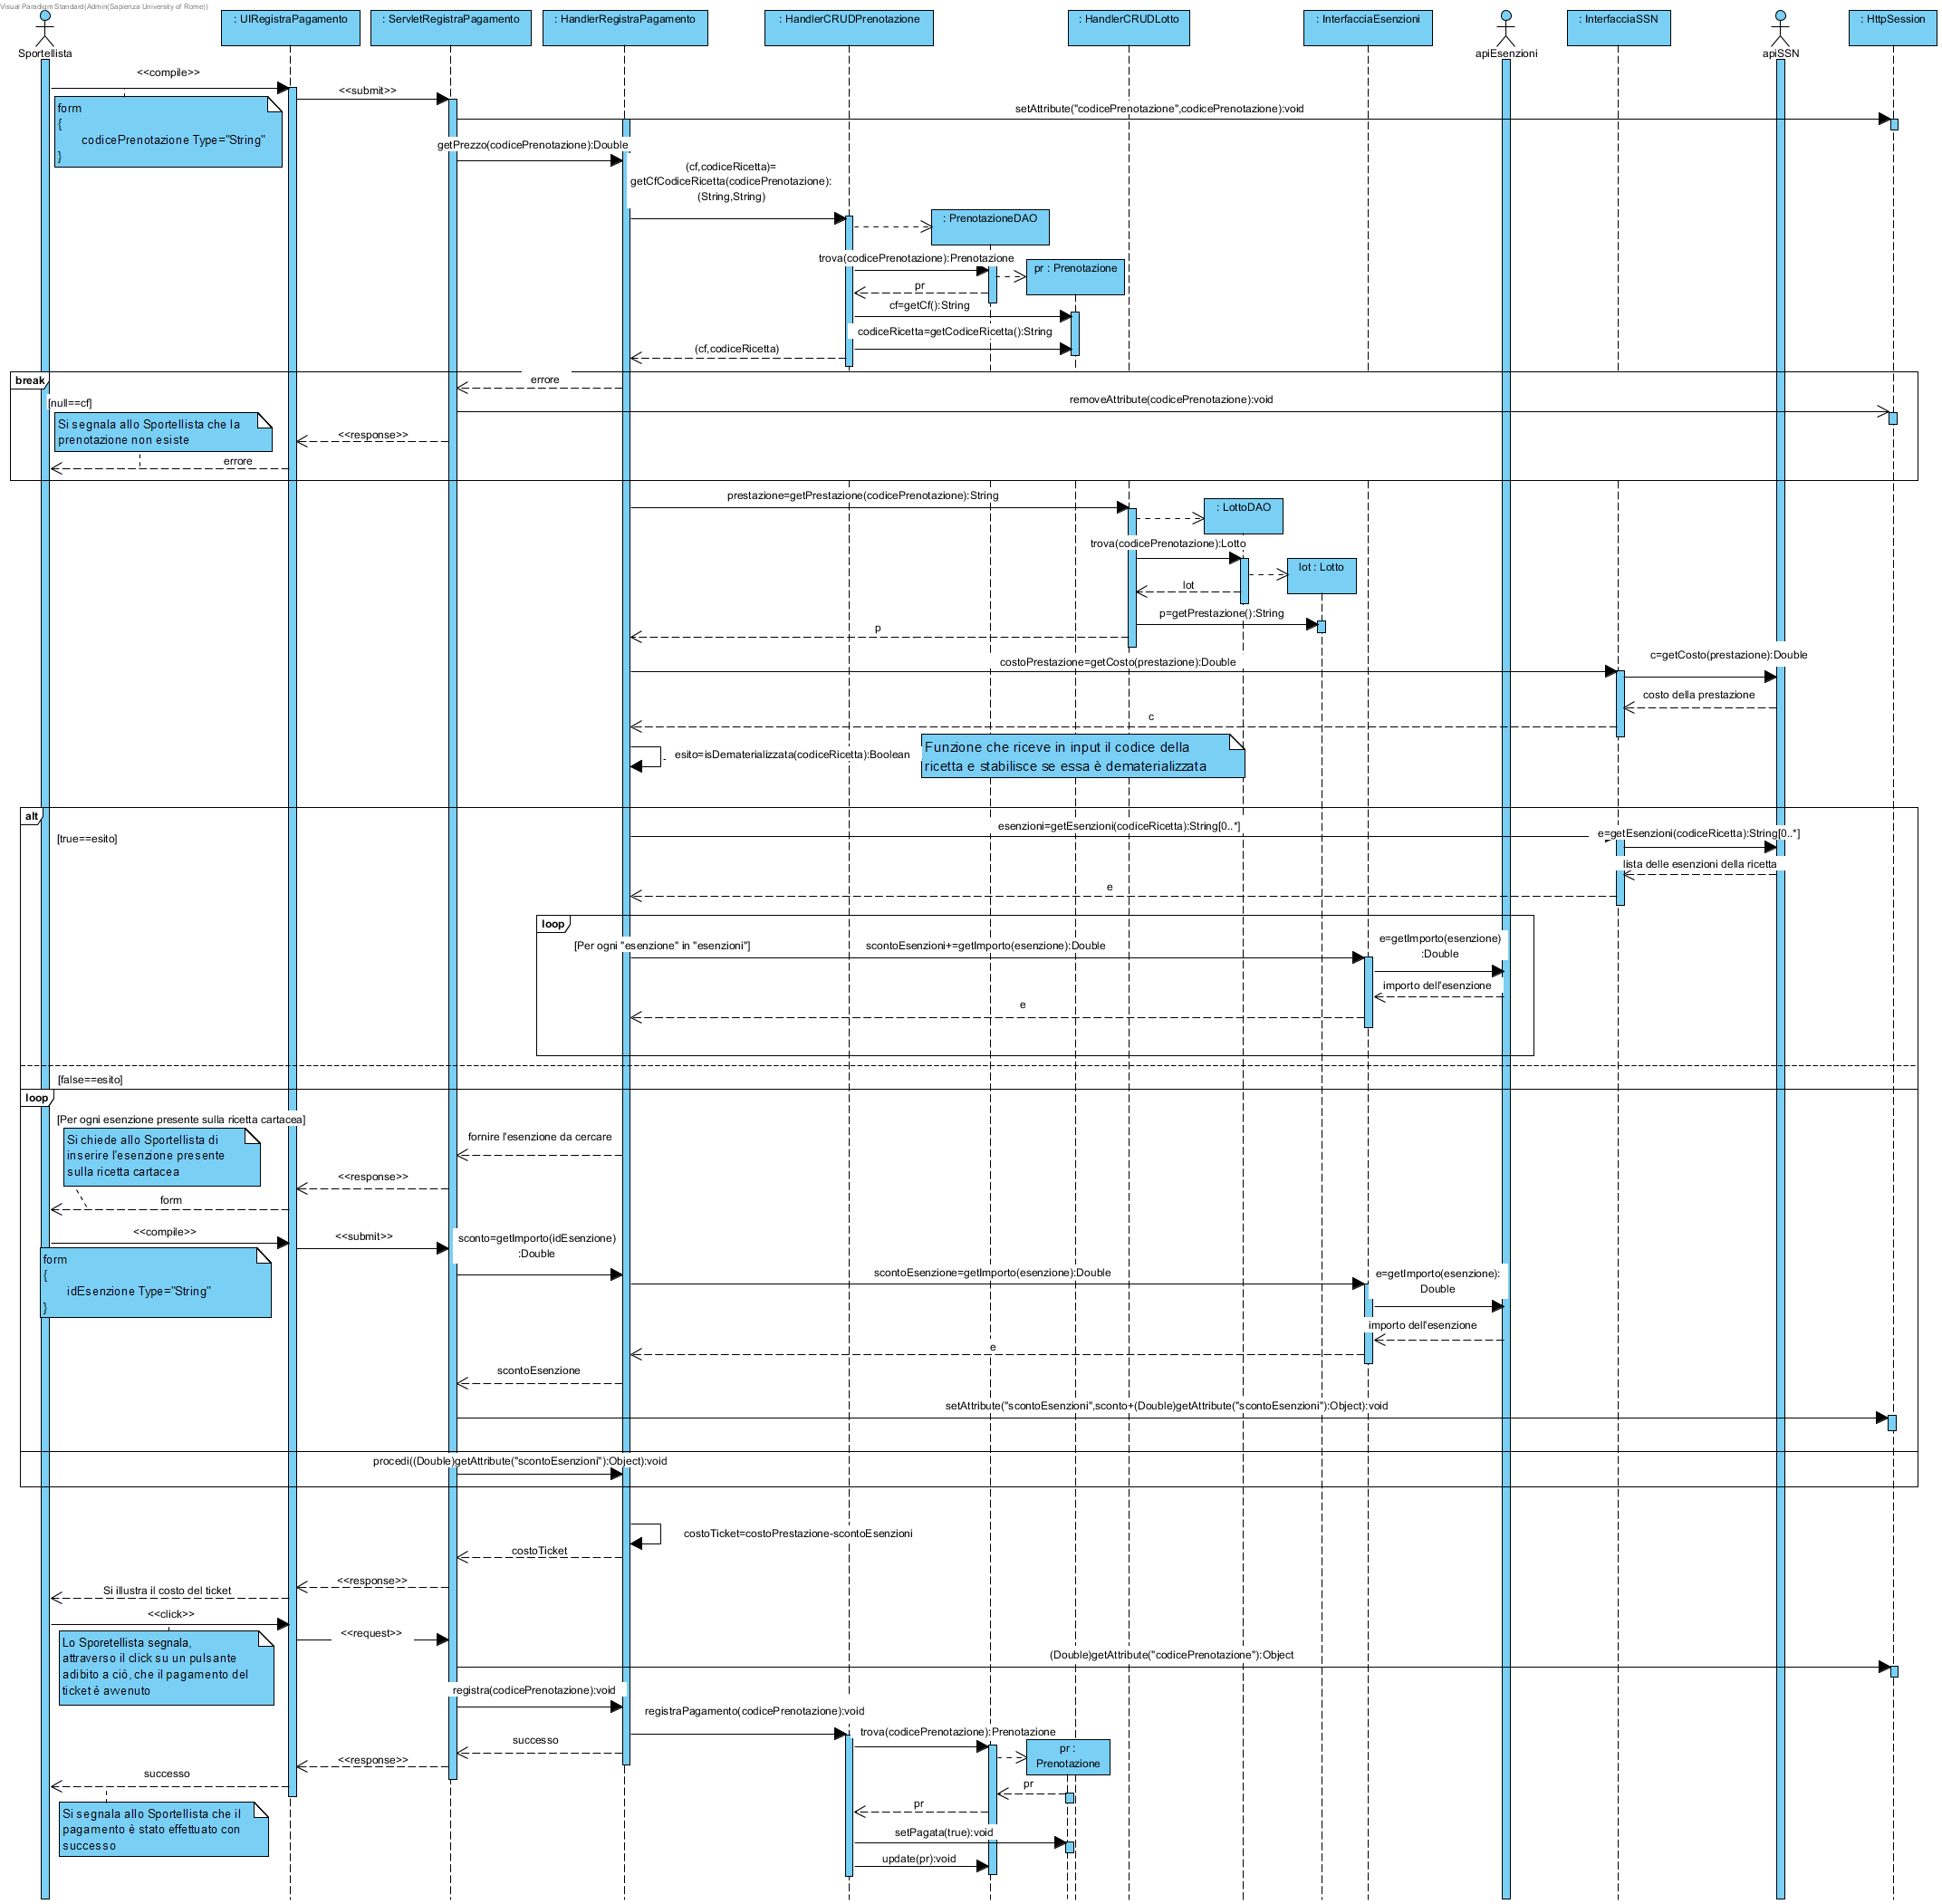 Visual Paradigm Standard(Admin(Sapienza University of Rome))
Sportellista
: UIRegistraPagamento
: ServletRegistraPagamento
: HandlerRegistraPagamento
: HandlerCRUDPrenotazione
: HandlerCRUDLotto
: InterfacciaEsenzioni
apiEsenzioni
: InterfacciaSSN
apiSSN
: HttpSession
<<compile>>
form
{
codicePrenotazione Type="String"
}
<<submit>>
setAttribute("codicePrenotazione",codicePrenotazione):void
getPrezzo(codicePrenotazione):Double
(cf,codiceRicetta)=
getCfCodiceRicetta(codicePrenotazione):
(String,String)
: PrenotazioneDAO
trova(codicePrenotazione):Prenotazione
pr : Prenotazione
pr
cf=getCf():String
codiceRicetta=getCodiceRicetta():String
(cf,codiceRicetta)
break
errore
[null==cf]
removeAttribute(codicePrenotazione):void
Si segnala allo Sportellista che la
prenotazione non esiste
<<response>>
errore
prestazione=getPrestazione(codicePrenotazione):String
: LottoDAO
trova(codicePrenotazione):Lotto
lot : Lotto
lot
p=getPrestazione():String
p
costoPrestazione=getCosto(prestazione):Double
c=getCosto(prestazione):Double
costo della prestazione
c
esito=isDematerializzata(codiceRicetta):Boolean
Funzione che riceve in input il codice della
ricetta e stabilisce se essa è dematerializzata
alt
[true==esito]
esenzioni=getEsenzioni(codiceRicetta):String[0..*]
e=getEsenzioni(codiceRicetta):String[0..*]
lista delle esenzioni della ricetta
e
loop
[Per ogni "esenzione" in "esenzioni"]
scontoEsenzioni+=getImporto(esenzione):Double
e=getImporto(esenzione)
:Double
importo dell'esenzione
e
[false==esito]
loop
[Per ogni esenzione presente sulla ricetta cartacea]
Si chiede allo Sportellista di
inserire l'esenzione presente
sulla ricetta cartacea
fornire l'esenzione da cercare
<<response>>
form
<<compile>>
<<submit>>
sconto=getImporto(idEsenzione)
:Double
form
{
idEsenzione Type="String"
}
scontoEsenzione=getImporto(esenzione):Double
e=getImporto(esenzione):
Double
importo dell'esenzione
e
scontoEsenzione
setAttribute("scontoEsenzioni",sconto+(Double)getAttribute("scontoEsenzioni"):Object):void
procedi((Double)getAttribute("scontoEsenzioni"):Object):void
costoTicket=costoPrestazione-scontoEsenzioni
costoTicket
<<response>>
Si illustra il costo del ticket
<<click>>
<<request>>
Lo Sporetellista segnala,
attraverso il click su un pulsante
adibito a ciò, che il pagamento del
ticket è avvenuto
(Double)getAttribute("codicePrenotazione"):Object
registra(codicePrenotazione):void
registraPagamento(codicePrenotazione):void
trova(codicePrenotazione):Prenotazione
pr :
Prenotazione
successo
<<response>>
successo
pr
pr
Si segnala allo Sportellista che il
pagamento è stato effettuato con
successo
setPagata(true):void
update(pr):void